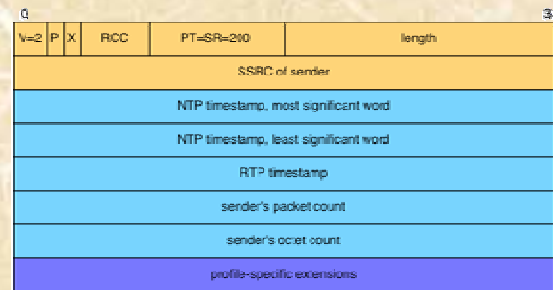 0
V=2 P X RCC PT=SR=200 length
SSRC of sender
NTP timestamp, most significant word
NTP timestamp, least significant word
RTP timestamp
sender's packet count
sender's octet count
profile-specific extensions